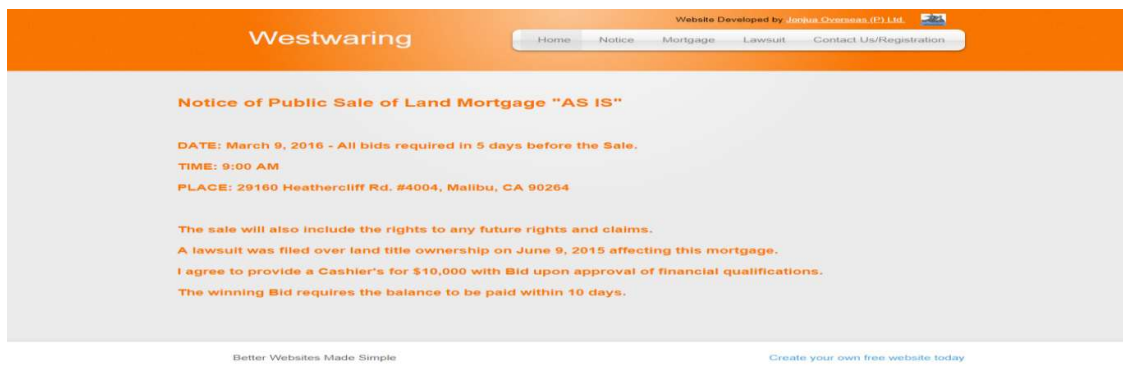 Website Developed by Jonjua Overseas (P) Ltd.
Westwaring
Home Notice Mortgage Lawsuit Contact Us/Registration
Notice of Public Sale of Land Mortgage "AS IS"
DATE: March 9, 2016 - All bids required in 5 days before the Sale.
TIME: 9:00 AM
PLACE: 29160 Heathercliff Rd. #4004, Malibu, CA 90264
The sale will also include the rights to any future rights and claims.
A lawsuit was filed over land title ownership on June 9, 2015 affecting this mortgage.
I agree to provide a Cashier's for $10,000 with Bid upon approval of financial qualifications.
The winning Bid requires the balance to be paid within 10 days.
Better Websites Made Simple Create your own free website today